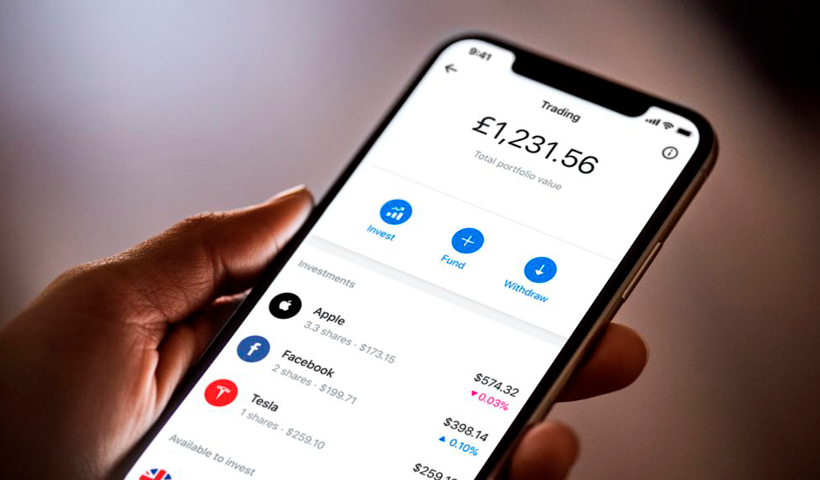 9:41
Trading
£1,231.56
Total portfolio value
Invest
Fund
Withdraw
Investments
Apple
3.3 shares · $173.15
$574.32
▼ 0.03%
Facebook
2 shares · $199.71
$398.14
▲ 0.10%
Tesla
1 shares · $259.10
Available to invest